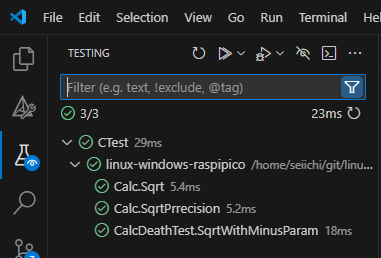 File Edit Selection View Go Run Terminal Help
TESTING
Filter (e.g. text, !exclude, @tag)
3/3 23ms
CTest 29ms
linux-windows-raspipico /home/seiichi/git/linu...
Calc.Sqrt 5.4ms
Calc.SqrtPrrecision 5.2ms
CalcDeathTest.SqrtWithMinusParam 18ms